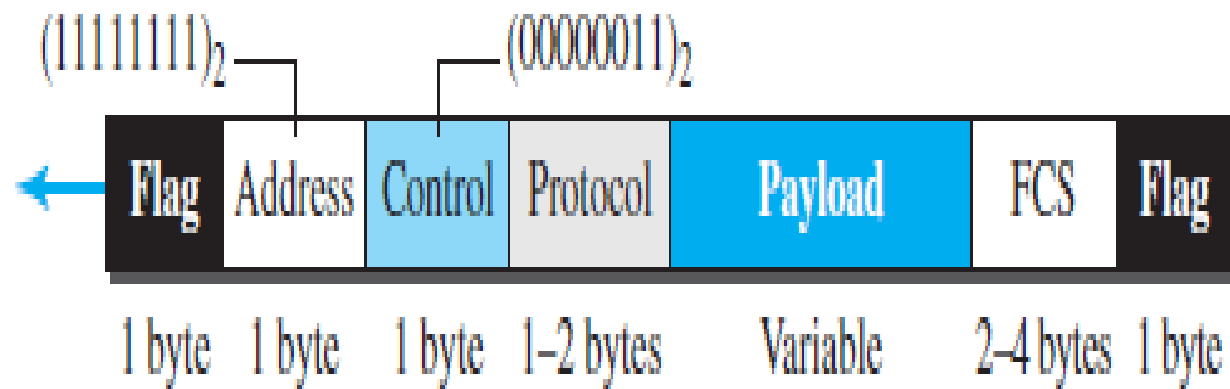 (11111111)2 (00000011)2
Flag Address Control Protocol Payload FCS Flag
1 byte 1 byte 1 byte 1–2 bytes Variable 2–4 bytes 1 byte